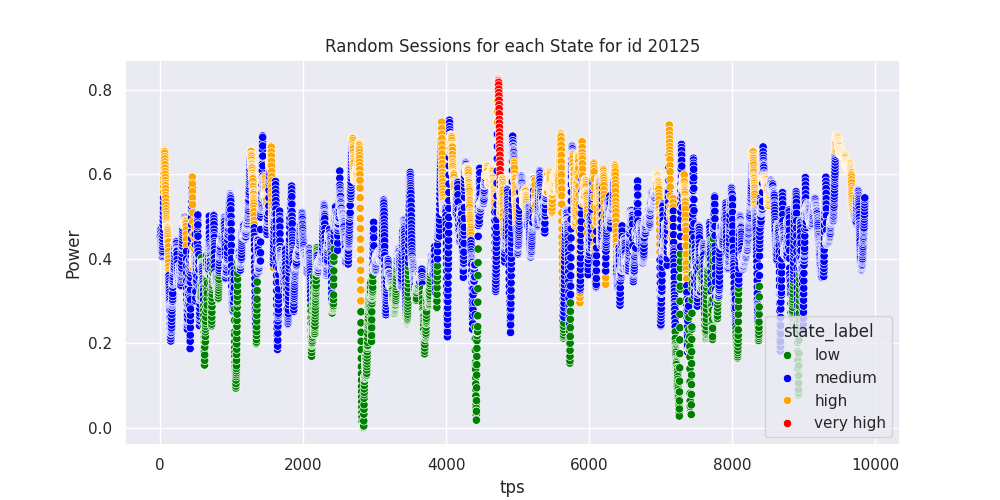 Random Sessions for each State for id 20125
Power
0.8
0.6
0.4
0.2
0.0
state_label
low
medium
high
very high
0 2000 4000 6000 8000 10000
tps